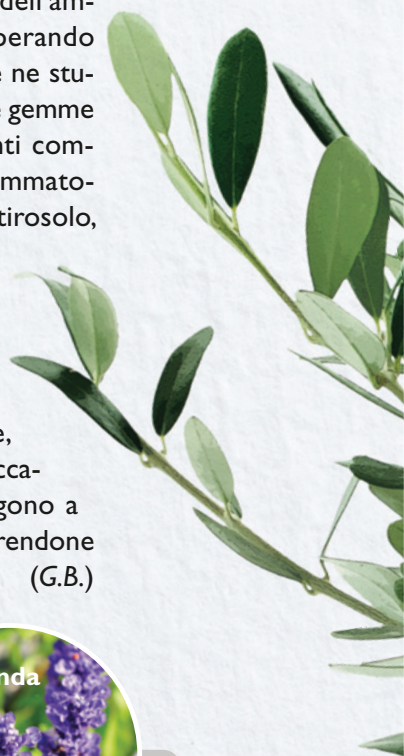 dell'am-
perando
e ne stu-
e gemme
nti com-
mmato-
tirosolo,
e,
cca-
gono a
rendone
(G.B.)
nda